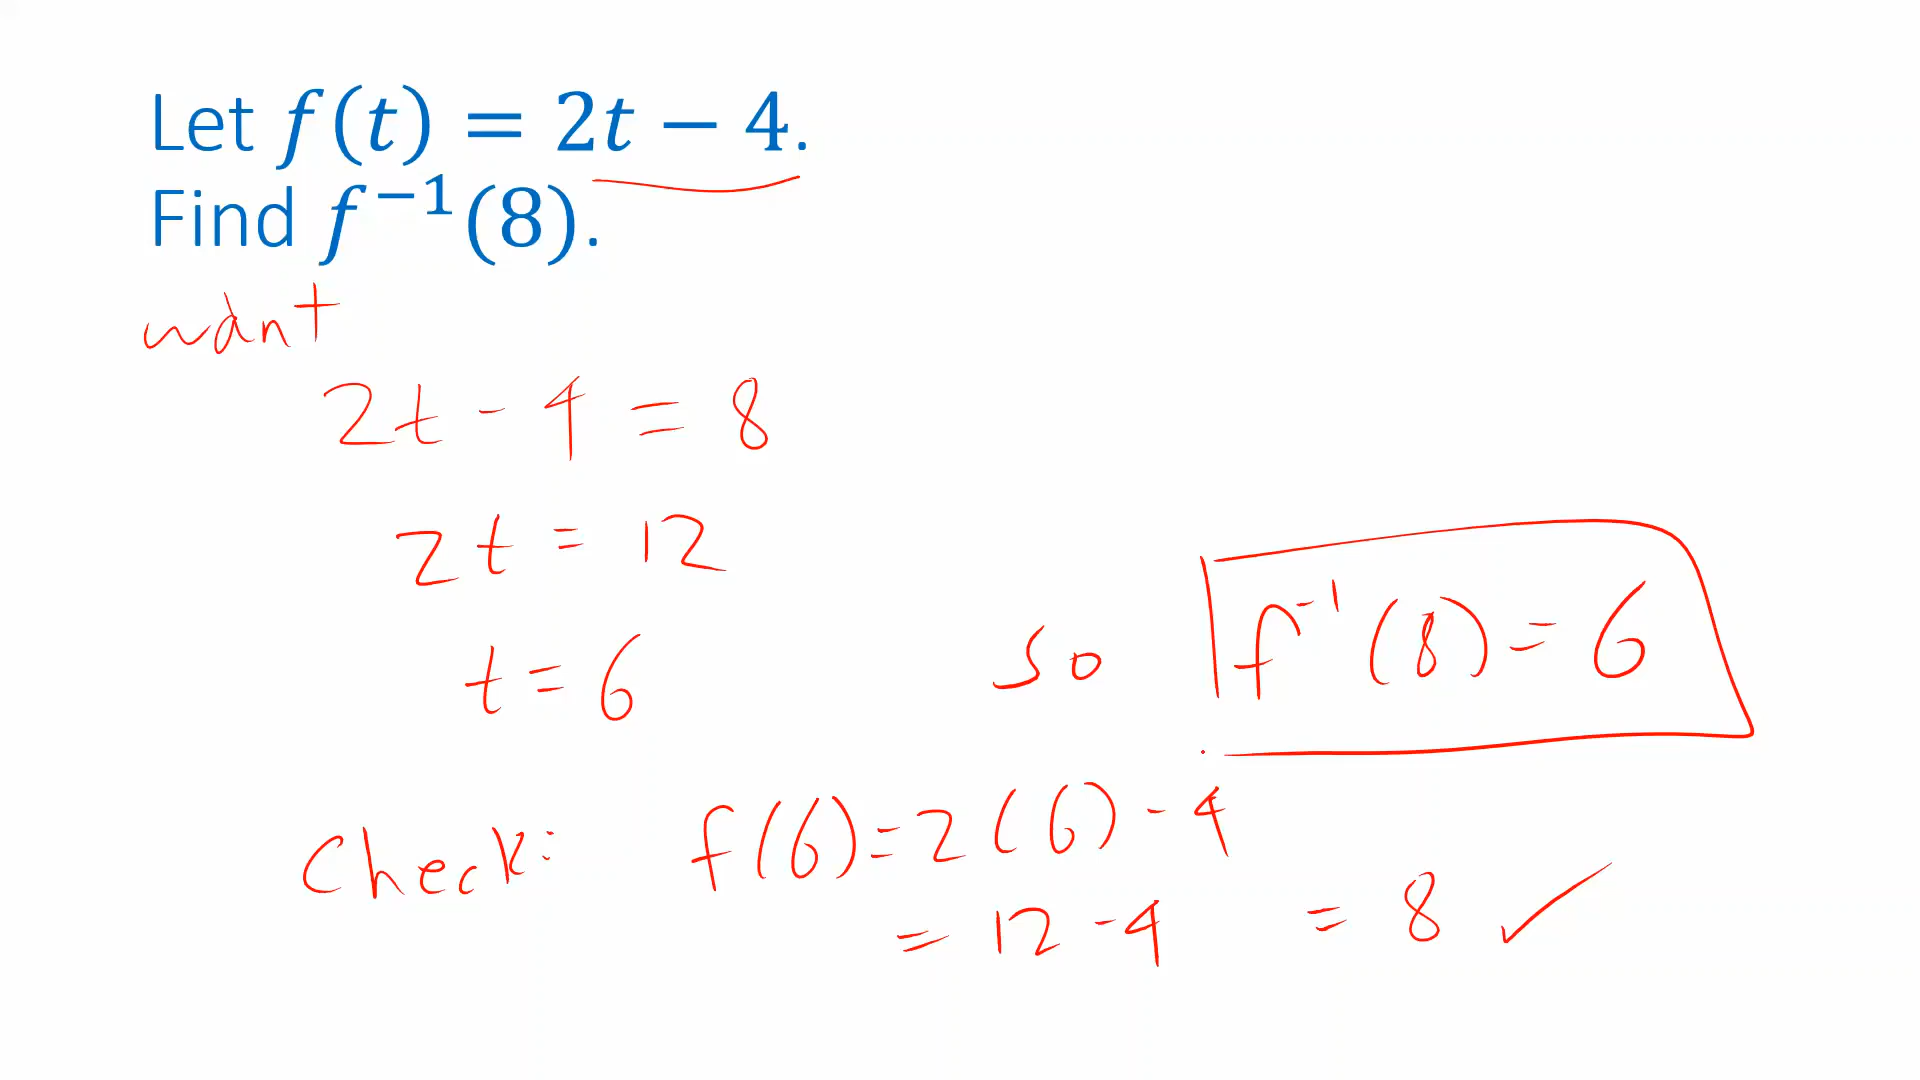 Let f(t) = 2t − 4.
Find f⁻¹(8).
want
2t - 4 = 8
2t = 12
t = 6
so f⁻¹(8) = 6
Check: f(6) = 2(6) - 4
= 12 - 4 = 8 ✓